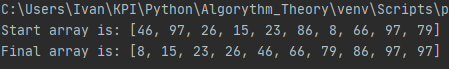 C:\Users\Ivan\KPI\Python\Algorythm_Theory\venv\Scripts\p
Start array is: [46, 97, 26, 15, 23, 86, 8, 66, 97, 79]
Final array is: [8, 15, 23, 26, 46, 66, 79, 86, 97, 97]